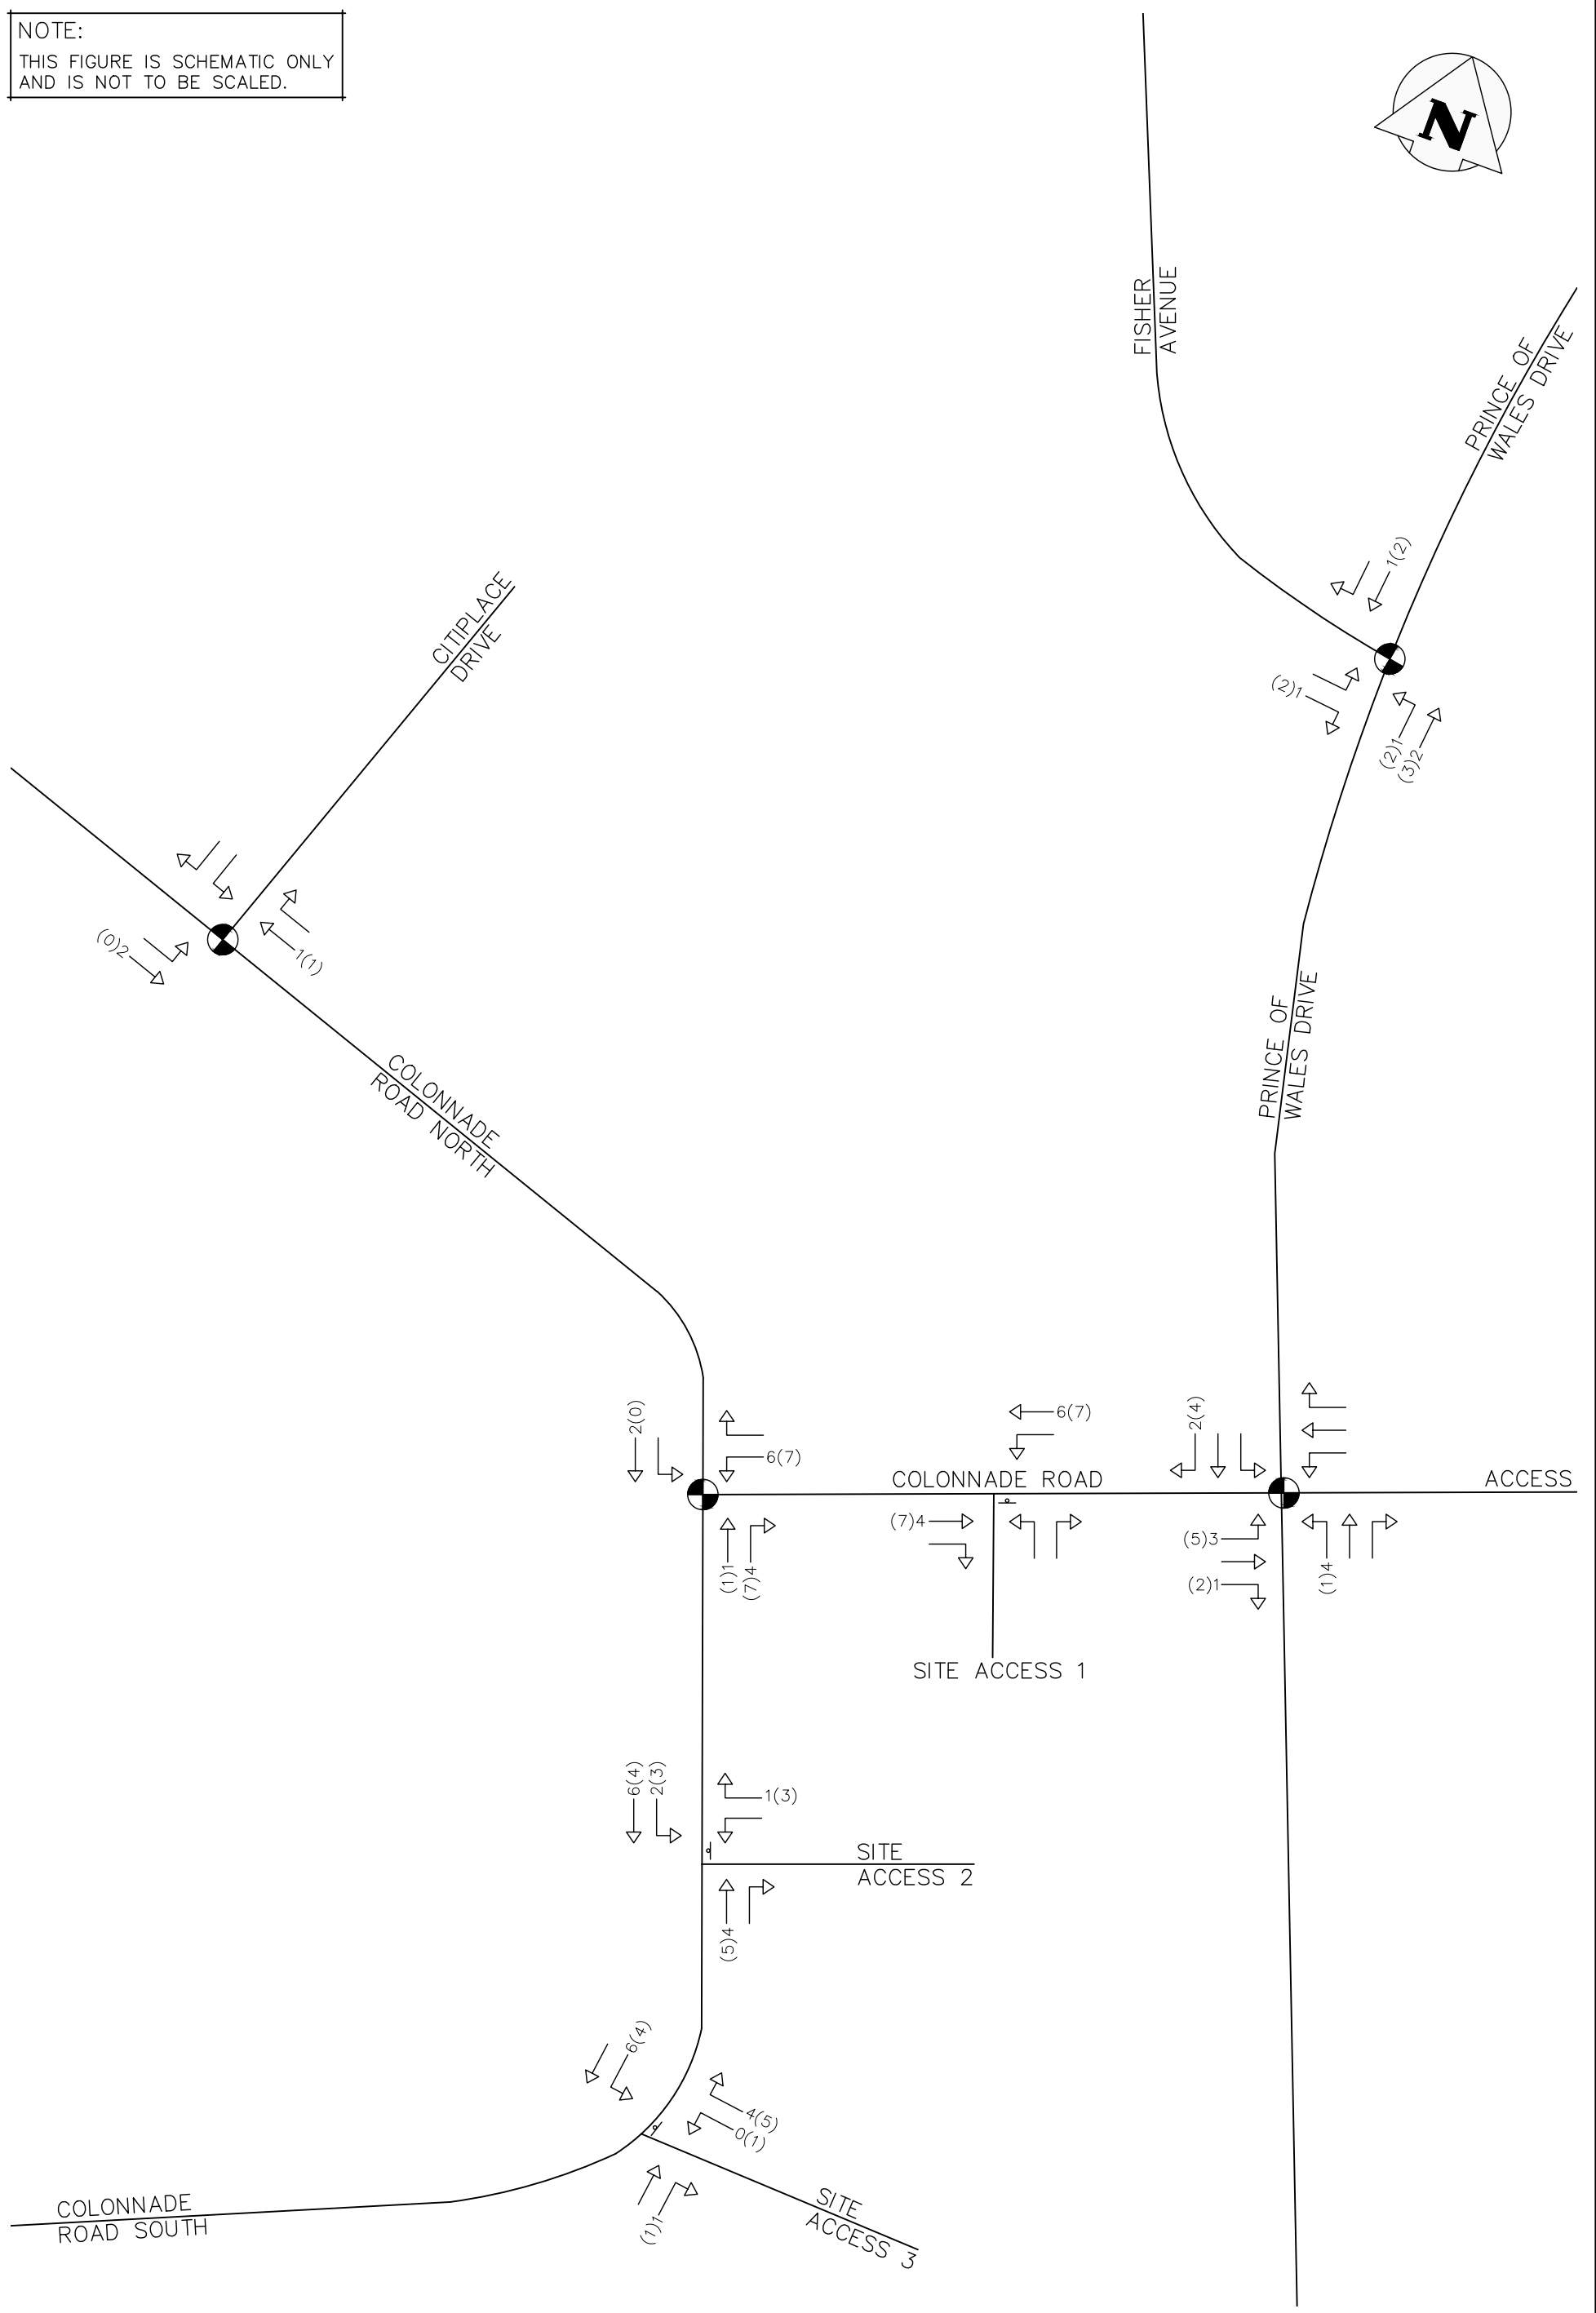 NOTE:
THIS FIGURE IS SCHEMATIC ONLY
AND IS NOT TO BE SCALED.
N
FISHER
AVENUE
PRINCE OF
WALES DRIVE
1(2)
(2)1
(2)1
(3)2
CITIPLACE
DRIVE
(0)2
1(1)
COLONNADE
ROAD NORTH
PRINCE OF
WALES DRIVE
2(0)
6(7)
6(7)
2(4)
COLONNADE ROAD
ACCESS
(1)1
(7)4
(7)4
(5)3
(2)1
(1)4
SITE ACCESS 1
6(4)
2(3)
1(3)
SITE
ACCESS 2
(5)4
6(4)
4(5)
0(1)
(1)1
SITE
ACCESS 3
COLONNADE
ROAD SOUTH